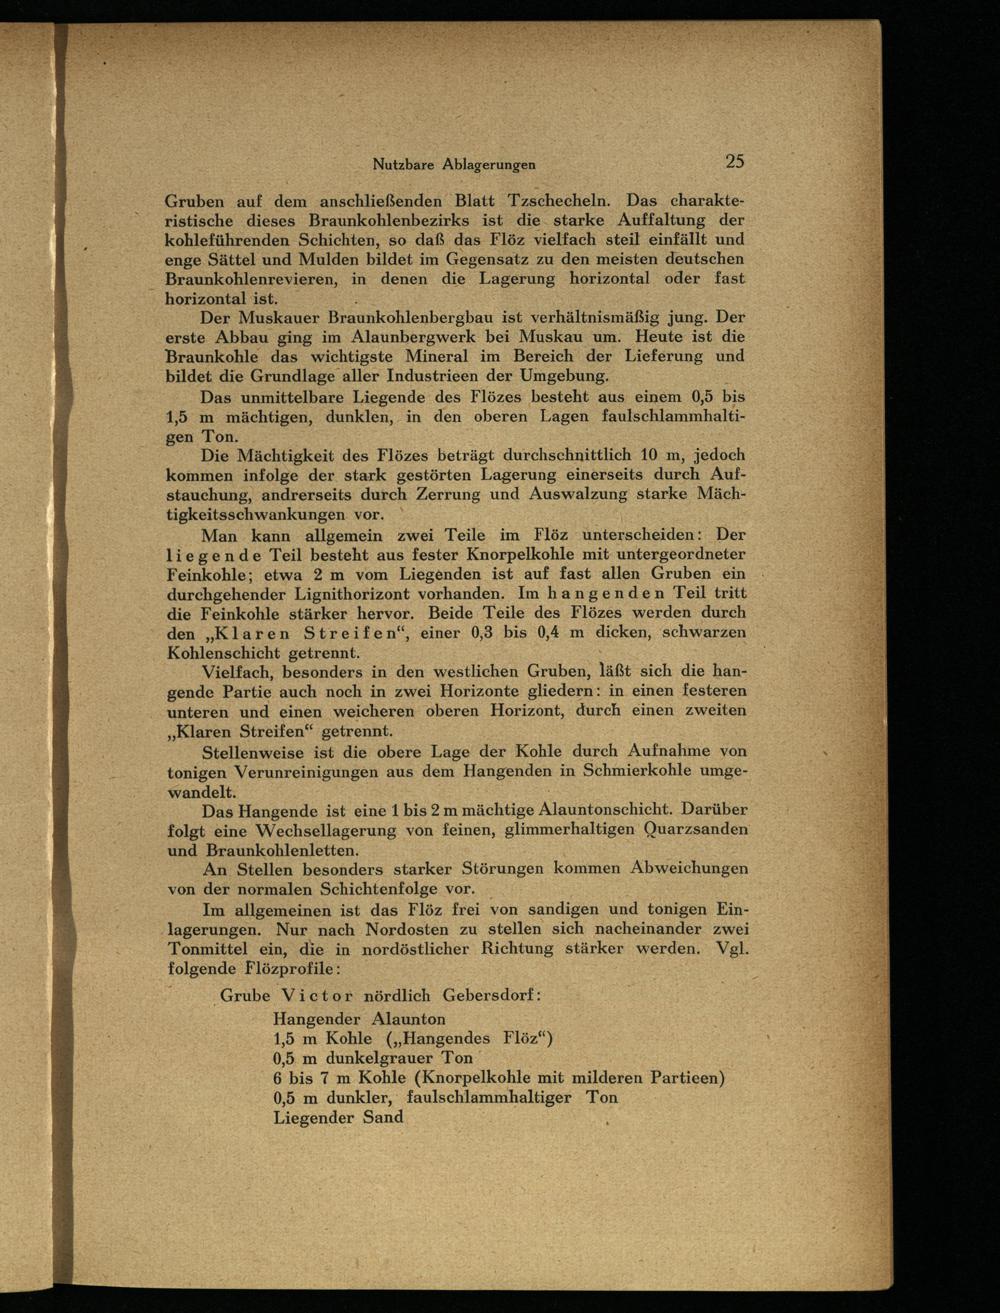 Nutzbare Ablagerungen 25
Gruben auf dem anschließenden Blatt Tzschecheln. Das charakte-
ristische dieses Braunkohlenbezirks ist die starke Auffaltung der
kohleführenden Schichten, so daß das Flöz vielfach steil einfällt und
enge Sättel und Mulden bildet im Gegensatz zu den meisten deutschen
Braunkohlenrevieren, in denen die Lagerung horizontal oder fast
horizontal ist.
Der Muskauer Braunkohlenbergbau ist verhältnismäßig jung. Der
erste Abbau ging im Alaunbergwerk bei Muskau um. Heute ist die
Braunkohle das wichtigste Mineral im Bereich der Lieferung und
bildet die Grundlage aller Industrieen der Umgebung.
Das unmittelbare Liegende des Flözes besteht aus einem 0,5 bis
1,5 m mächtigen, dunklen, in den oberen Lagen faulschlammhalti-
gen Ton.
Die Mächtigkeit des Flözes beträgt durchschnittlich 10 m, jedoch
kommen infolge der stark gestörten Lagerung einerseits durch Auf-
stauchung, andrerseits durch Zerrung und Auswalzung starke Mäch-
tigkeitsschwankungen vor.
Man kann allgemein zwei Teile im Flöz unterscheiden: Der
liegende Teil besteht aus fester Knorpelkohle mit untergeordneter
Feinkohle; etwa 2 m vom Liegenden ist auf fast allen Gruben ein
durchgehender Lignithorizont vorhanden. Im hangenden Teil tritt
die Feinkohle stärker hervor. Beide Teile des Flözes werden durch
den „Klaren Streifen“, einer 0,3 bis 0,4 m dicken, schwarzen
Kohlenschicht getrennt.
Vielfach, besonders in den westlichen Gruben, läßt sich die han-
gende Partie auch noch in zwei Horizonte gliedern: in einen festeren
unteren und einen weicheren oberen Horizont, durch einen zweiten
„Klaren Streifen“ getrennt.
Stellenweise ist die obere Lage der Kohle durch Aufnahme von
tonigen Verunreinigungen aus dem Hangenden in Schmierkohle umge-
wandelt.
Das Hangende ist eine 1 bis 2 m mächtige Alauntonschicht. Darüber
folgt eine Wechsellagerung von feinen, glimmerhaltigen Quarzsanden
und Braunkohlenletten.
An Stellen besonders starker Störungen kommen Abweichungen
von der normalen Schichtenfolge vor.
Im allgemeinen ist das Flöz frei von sandigen und tonigen Ein-
lagerungen. Nur nach Nordosten zu stellen sich nacheinander zwei
Tonmittel ein, die in nordöstlicher Richtung stärker werden. Vgl.
folgende Flözprofile:
Grube Victor nördlich Gebersdorf:
Hangender Alaunton
1,5 m Kohle („Hangendes Flöz“)
0,5 m dunkelgrauer Ton
6 bis 7 m Kohle (Knorpelkohle mit milderen Partieen)
0,5 m dunkler, faulschlammhaltiger Ton
Liegender Sand